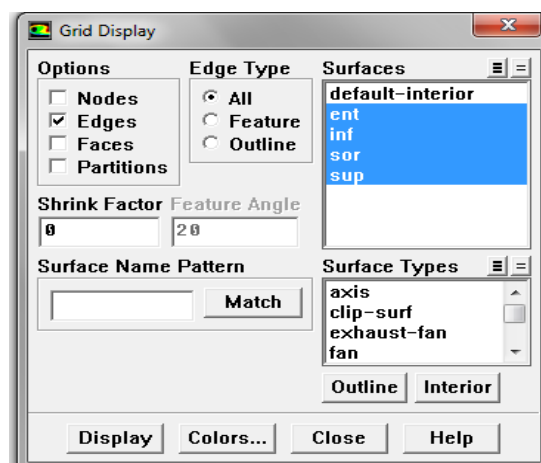 Grid Display
Options
Nodes
Edges
Faces
Partitions
Edge Type
All
Feature
Outline
Surfaces
default-interior
ent
inf
sor
sup
Shrink Factor
0
Feature Angle
20
Surface Name Pattern
Match
Surface Types
axis
clip-surf
exhaust-fan
fan
Outline
Interior
Display
Colors...
Close
Help